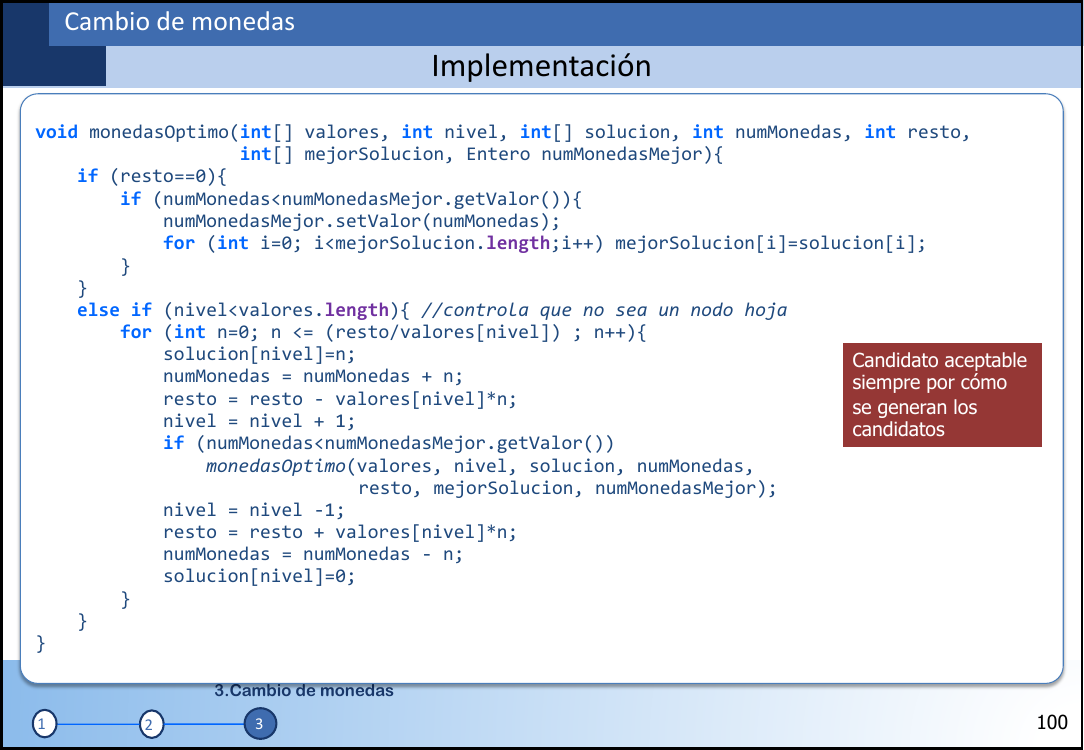 Cambio de monedas
Implementación
void monedasOptimo(int[] valores, int nivel, int[] solucion, int numMonedas, int resto,
int[] mejorSolucion, Entero numMonedasMejor){
if (resto==0){
if (numMonedas<numMonedasMejor.getValor()){
numMonedasMejor.setValor(numMonedas);
for (int i=0; i<mejorSolucion.length;i++) mejorSolucion[i]=solucion[i];
}
}
else if (nivel<valores.length){ //controla que no sea un nodo hoja
for (int n=0; n <= (resto/valores[nivel]) ; n++){
solucion[nivel]=n;
numMonedas = numMonedas + n;
resto = resto - valores[nivel]*n;
nivel = nivel + 1;
if (numMonedas<numMonedasMejor.getValor())
monedasOptimo(valores, nivel, solucion, numMonedas,
resto, mejorSolucion, numMonedasMejor);
nivel = nivel -1;
resto = resto + valores[nivel]*n;
numMonedas = numMonedas - n;
solucion[nivel]=0;
}
}
}
Candidato aceptable
siempre por cómo
se generan los
candidatos
3.Cambio de monedas
1 2 3
100